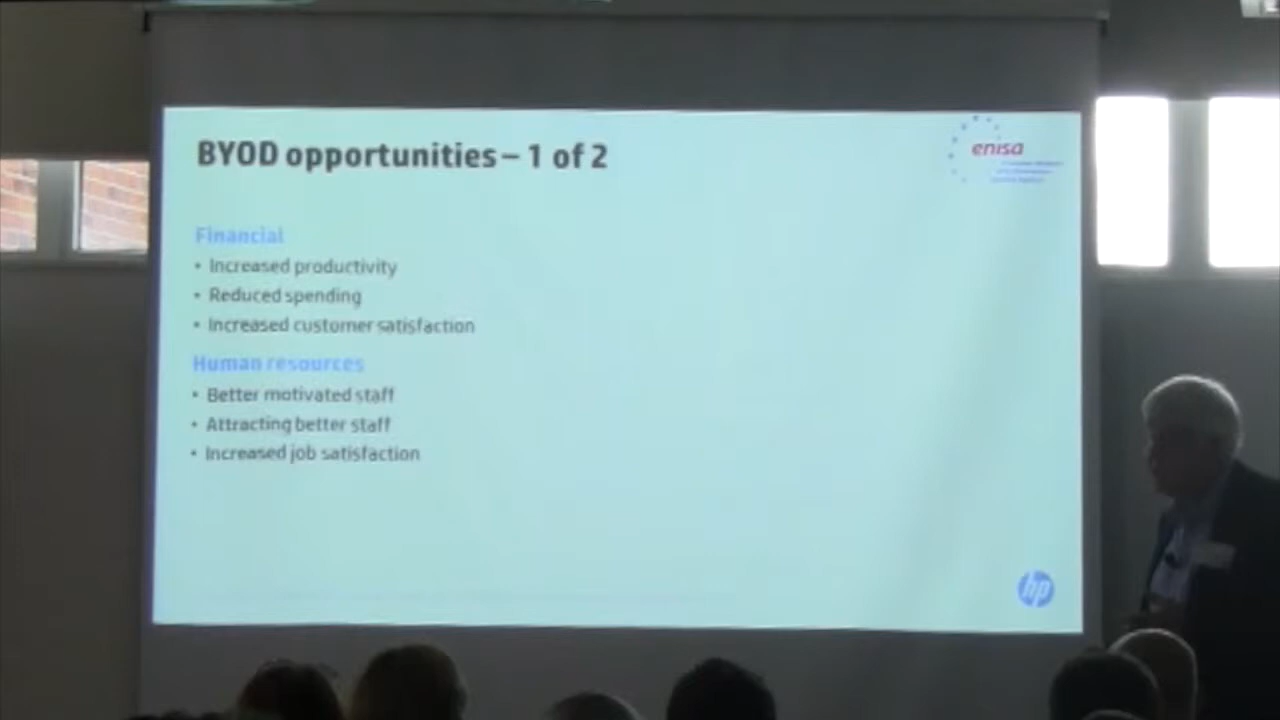 BYOD opportunities – 1 of 2
enisa
Financial
• Increased productivity
• Reduced spending
• Increased customer satisfaction
Human resources
• Better motivated staff
• Attracting better staff
• Increased job satisfaction
hp